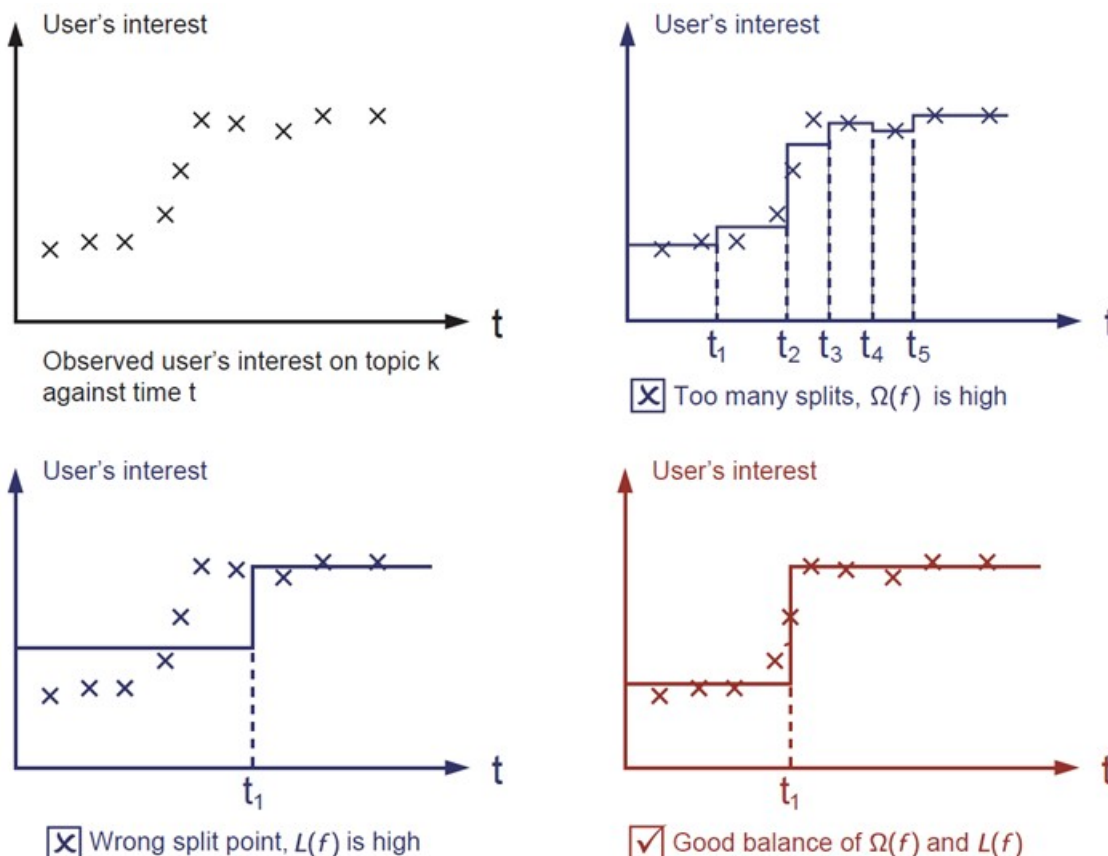 User's interest
t
Observed user's interest on topic k
against time t
User's interest
t
t₁ t₂ t₃ t₄ t₅
Too many splits, Ω(f) is high
User's interest
t
t₁
Wrong split point, L(f) is high
User's interest
t
t₁
Good balance of Ω(f) and L(f)